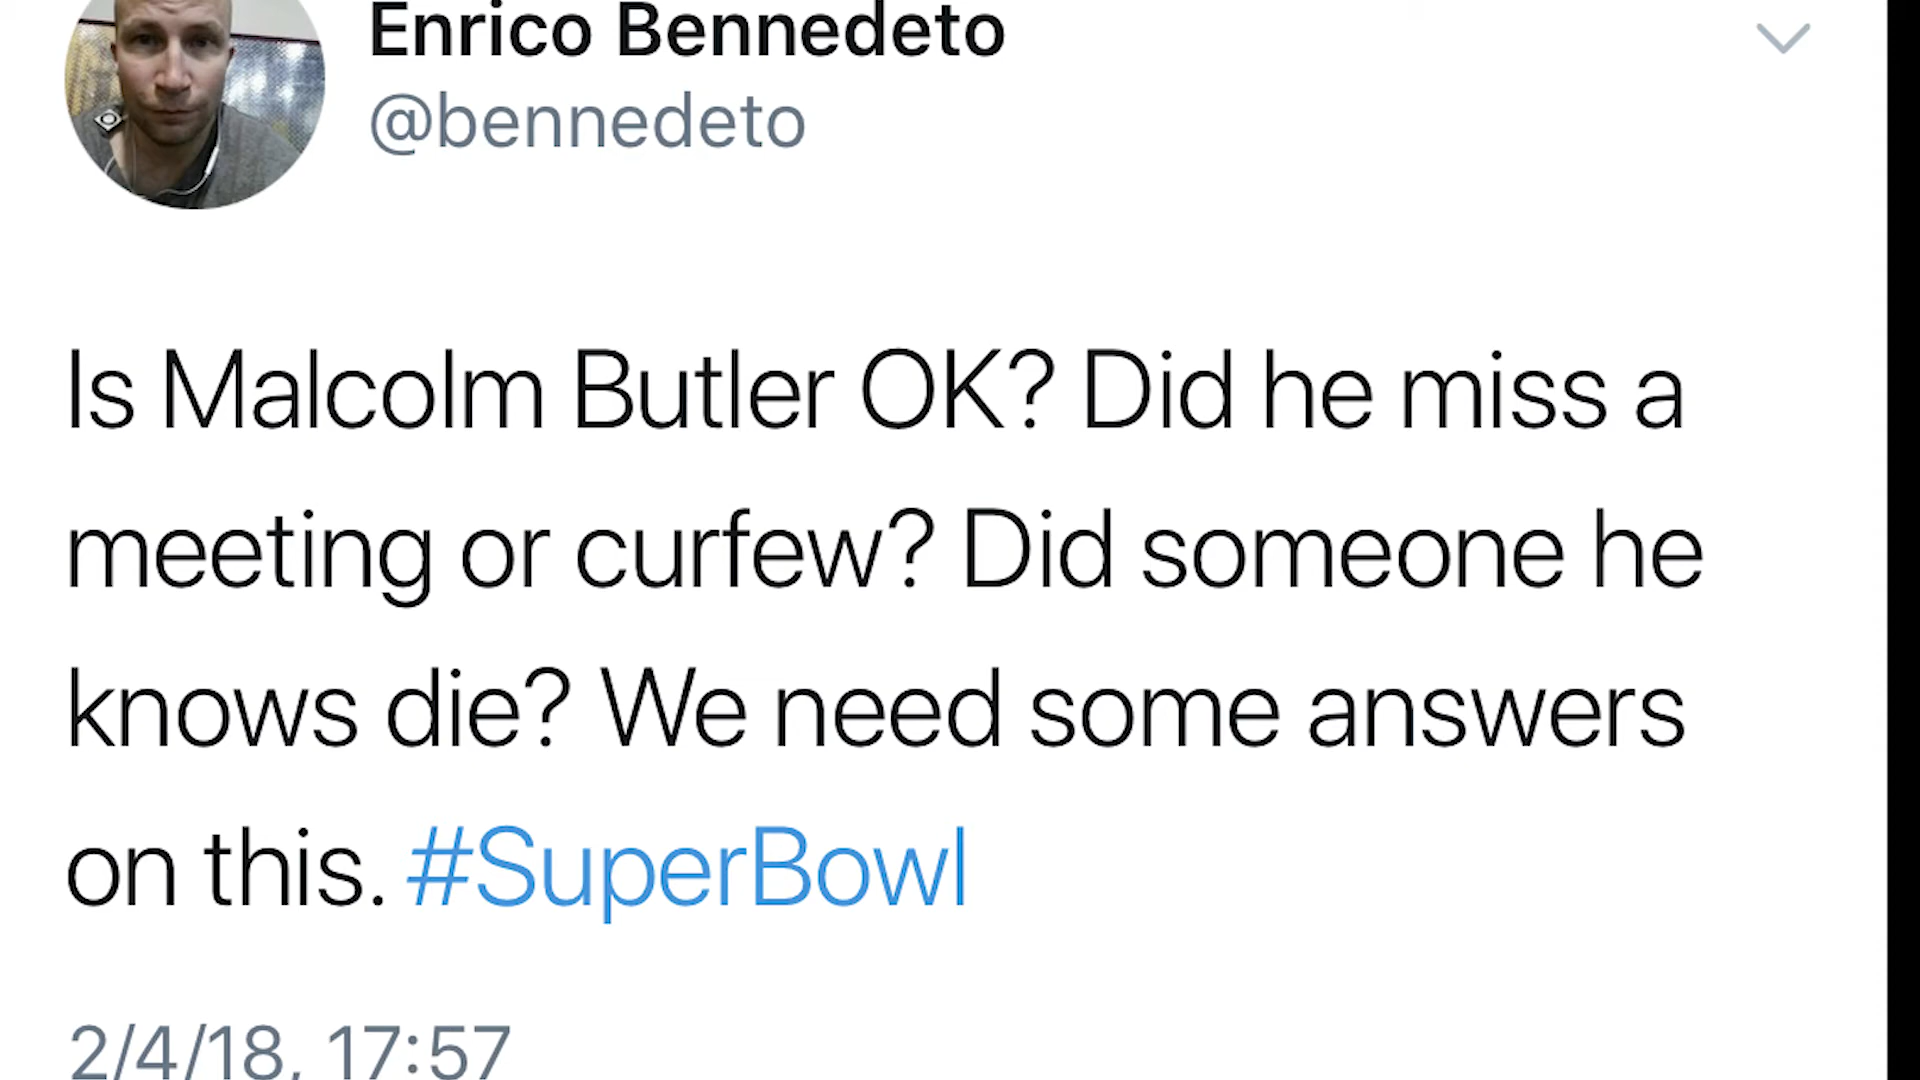 Enrico Bennedeto
@bennedeto
Is Malcolm Butler OK? Did he miss a
meeting or curfew? Did someone he
knows die? We need some answers
on this. #SuperBowl
2/4/18, 17:57